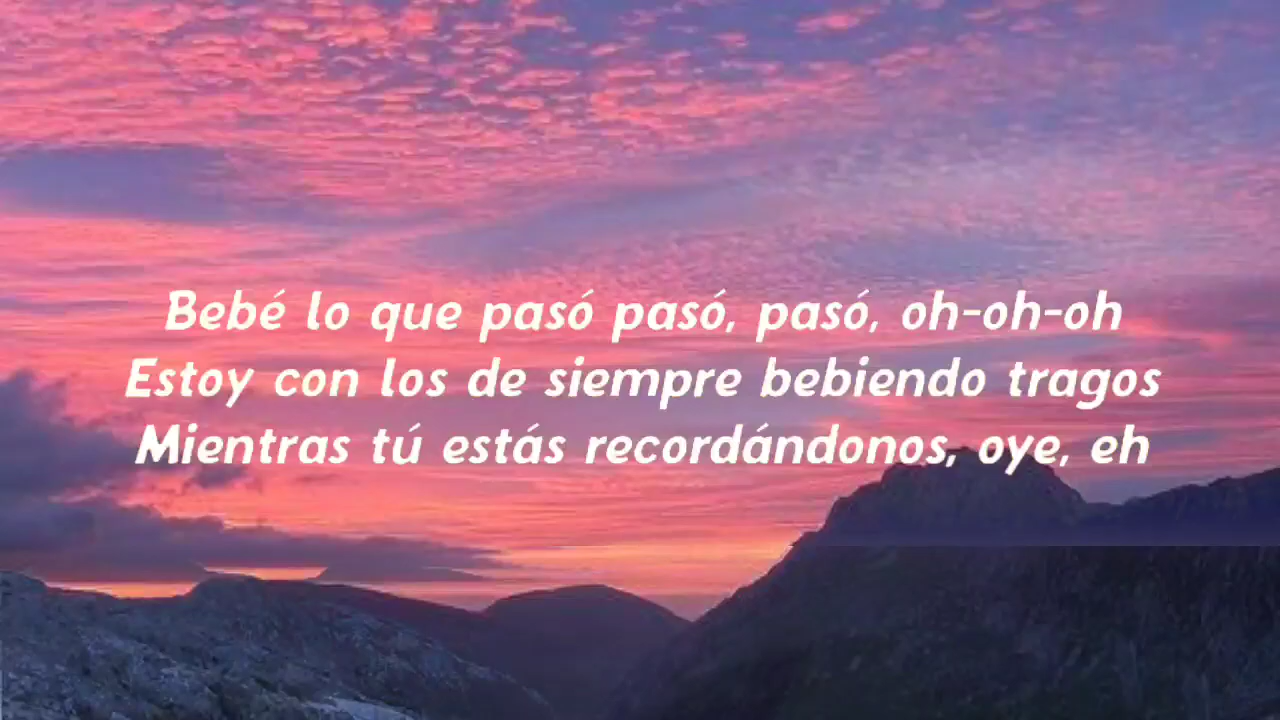 Bebé lo que pasó pasó, pasó, oh-oh-oh
Estoy con los de siempre bebiendo tragos
Mientras tú estás recordándonos, oye, eh